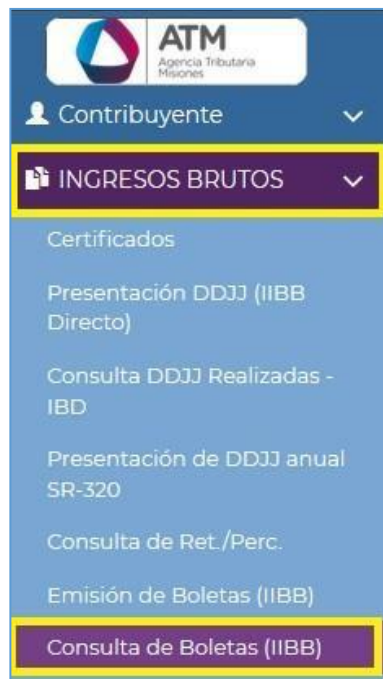 ATM
Agencia Tributaria
Misiones
Contribuyente
INGRESOS BRUTOS
Certificados
Presentación DDJJ (IIBB
Directo)
Consulta DDJJ Realizadas -
IBD
Presentación de DDJJ anual
SR-320
Consulta de Ret./Perc.
Emisión de Boletas (IIBB)
Consulta de Boletas (IIBB)